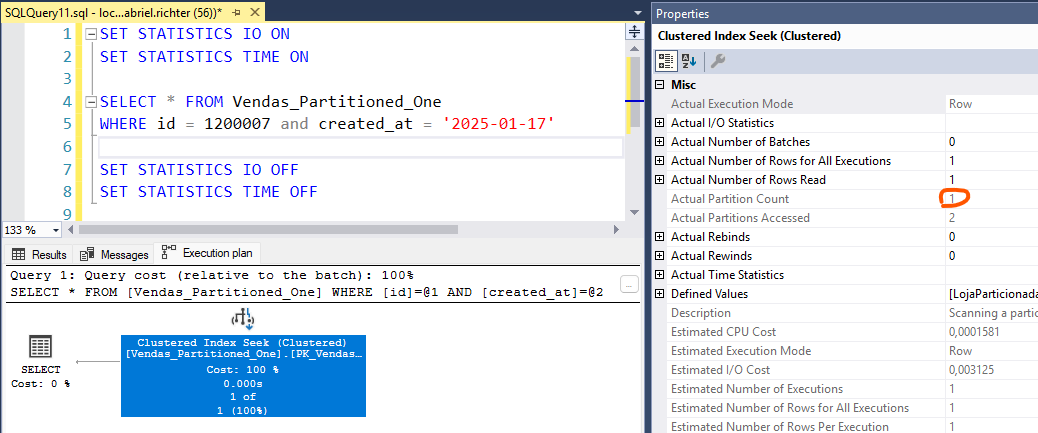 SQLQuery11.sql - loc...abriel.richter (56))*
1 SET STATISTICS IO ON
2 SET STATISTICS TIME ON
3
4 SELECT * FROM Vendas_Partitioned_One
5 WHERE id = 1200007 and created_at = '2025-01-17'
6
7 SET STATISTICS IO OFF
8 SET STATISTICS TIME OFF
9
133 %
Results Messages Execution plan
Query 1: Query cost (relative to the batch): 100%
SELECT * FROM [Vendas_Partitioned_One] WHERE [id]=@1 AND [created_at]=@2
...
SELECT
Cost: 0 %
Clustered Index Seek (Clustered)
[Vendas_Partitioned_One].[PK_Vendas…
Cost: 100 %
0.000s
1 of
1 (100%)
Properties
Clustered Index Seek (Clustered)
Misc
Actual Execution Mode Row
Actual I/O Statistics
Actual Number of Batches 0
Actual Number of Rows for All Executions 1
Actual Number of Rows Read 1
Actual Partition Count 1
Actual Partitions Accessed 2
Actual Rebinds 0
Actual Rewinds 0
Actual Time Statistics
Defined Values [LojaParticionada
Description Scanning a partic
Estimated CPU Cost 0,0001581
Estimated Execution Mode Row
Estimated I/O Cost 0,003125
Estimated Number of Executions 1
Estimated Number of Rows for All Executions 1
Estimated Number of Rows Per Execution 1